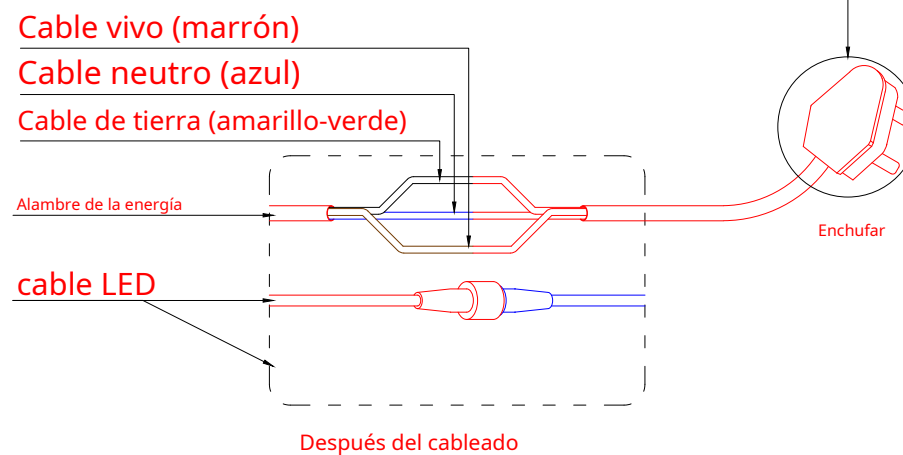 Cable vivo (marrón)
Cable neutro (azul)
Cable de tierra (amarillo-verde)
Alambre de la energía
Enchufar
cable LED
Después del cableado